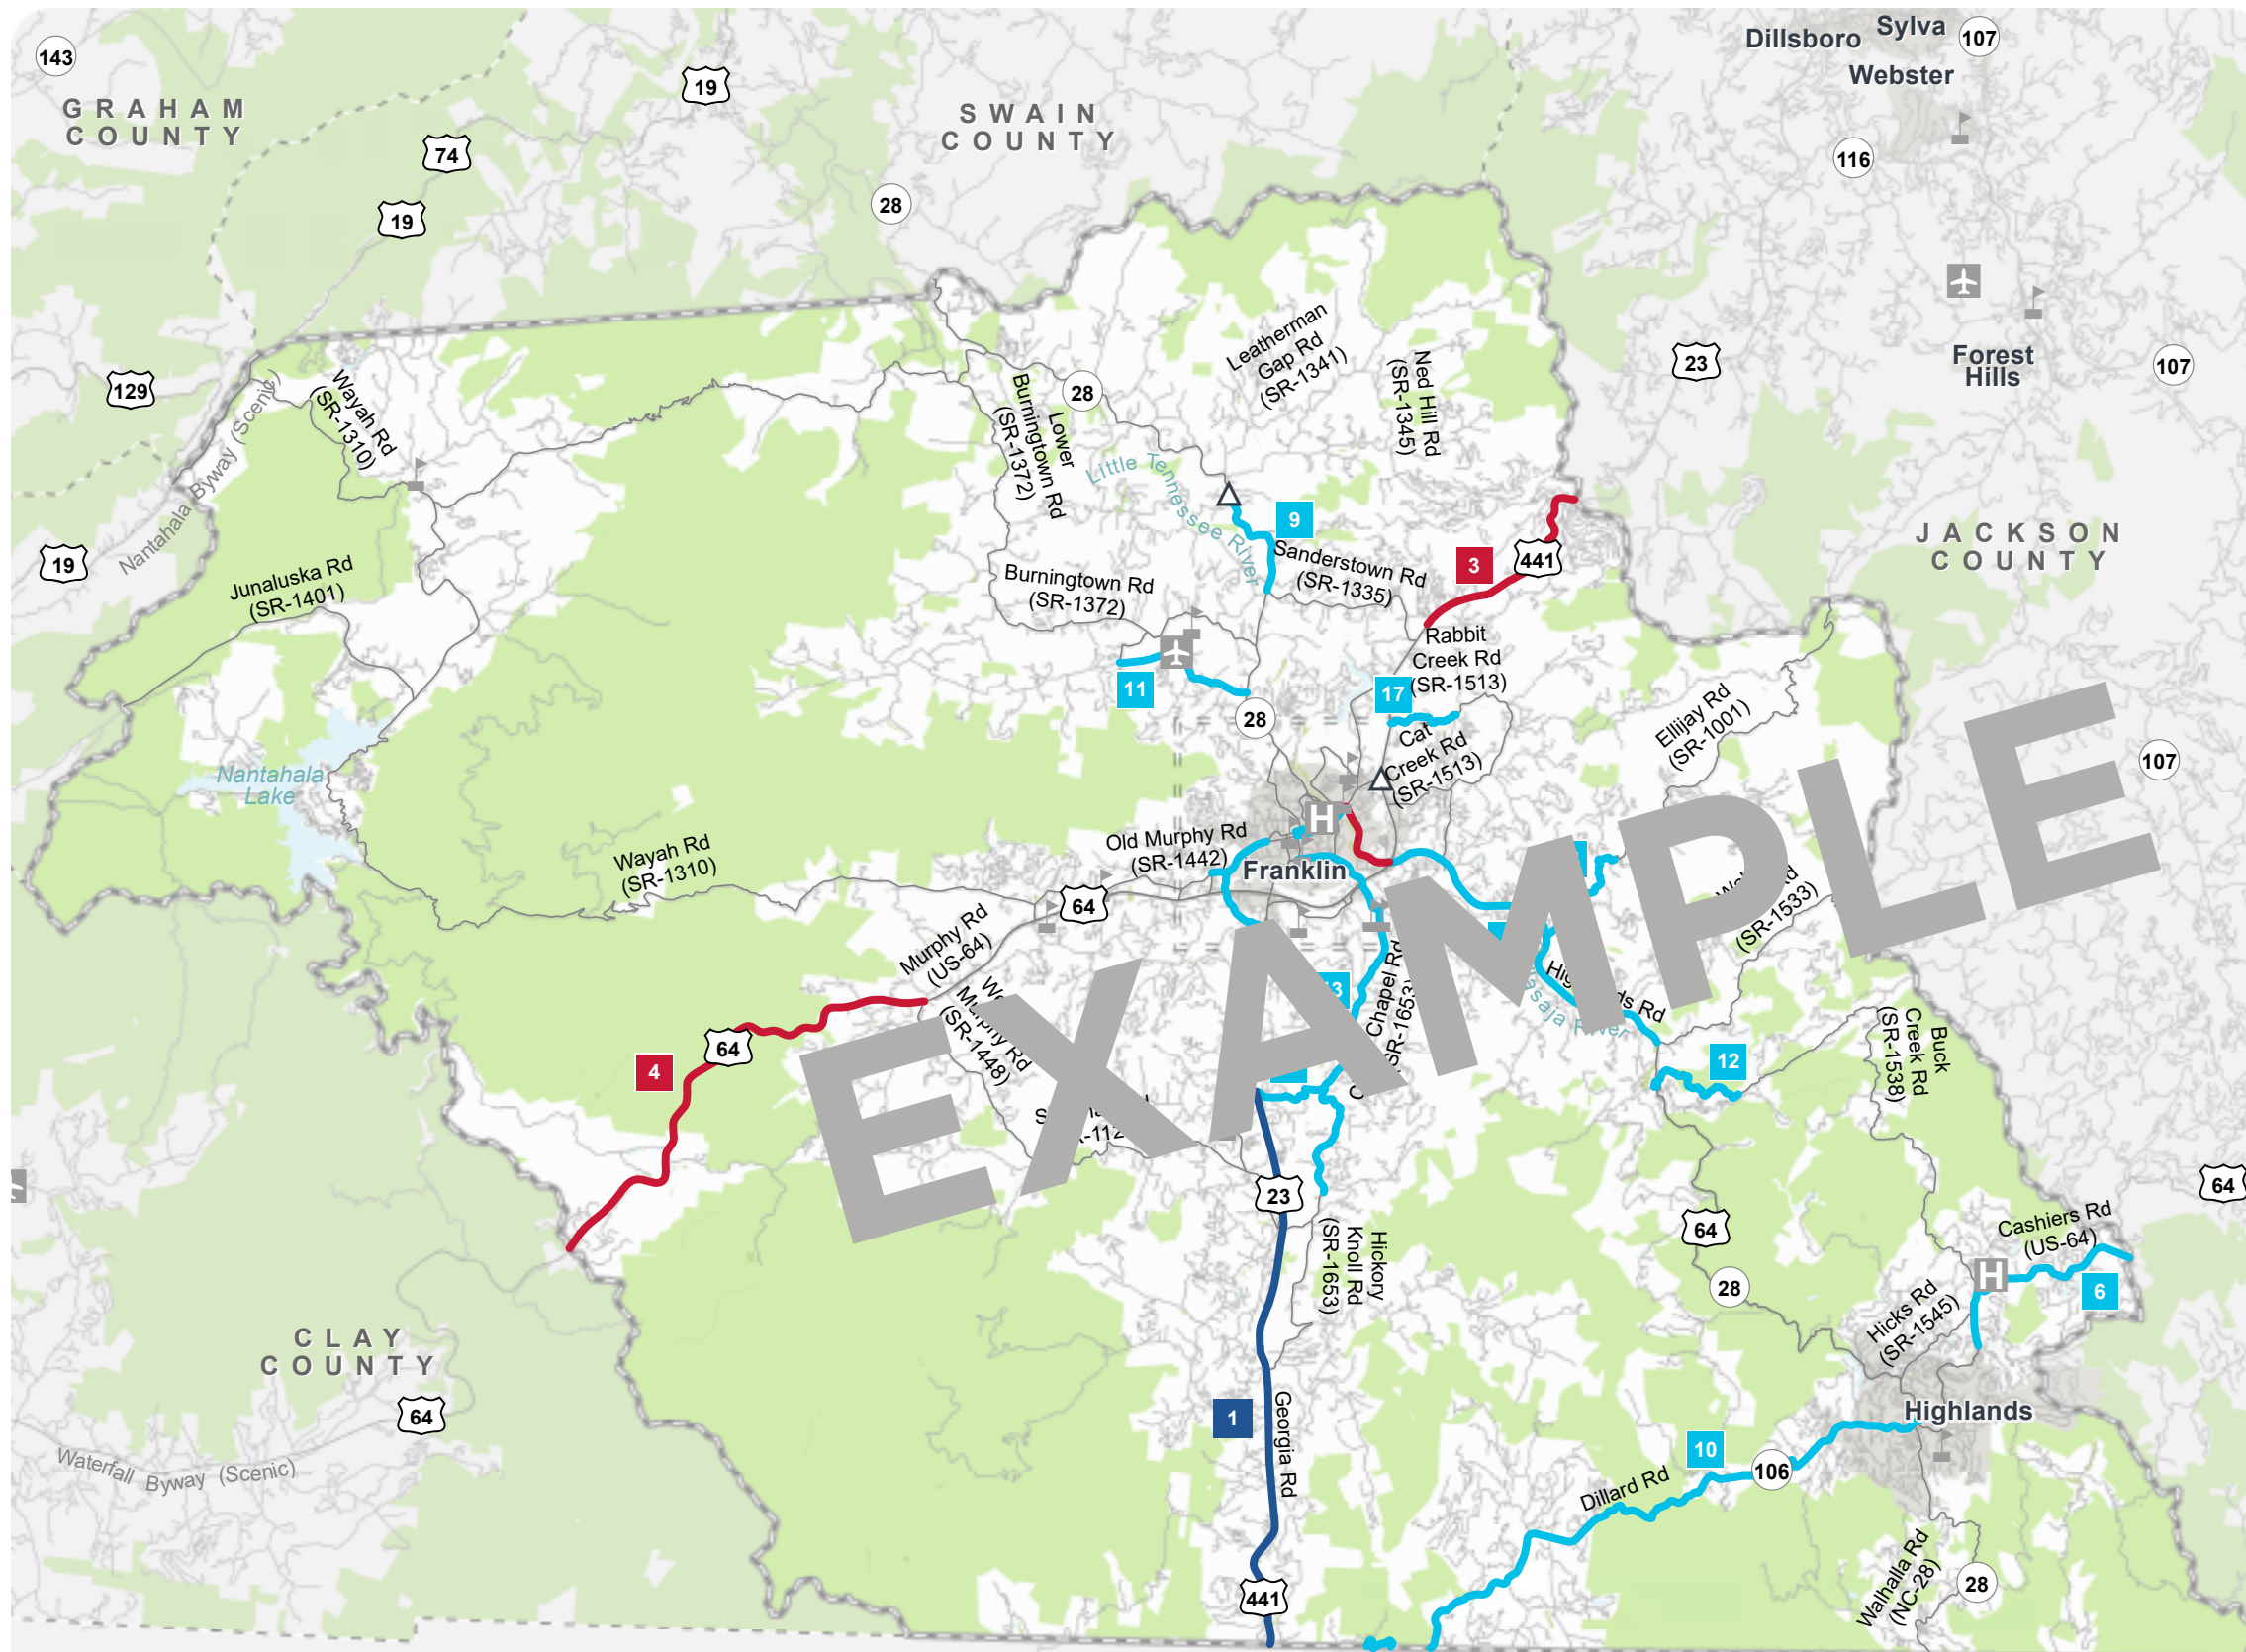 143
GRAHAM
COUNTY
19
74
19
SWAIN
COUNTY
28
Dillsboro
Sylva
107
Webster
116
129
Nantahala Byway (Scenic)
19
Wayah Rd
(SR-1310)
Junaluska Rd
(SR-1401)
Nantahala
Lake
Lower
Burningtown Rd
(SR-1372)
28
Little Tennessee River
Leatherman
Gap Rd
(SR-1341)
Ned Hill Rd
(SR-1345)
23
Forest
Hills
107
JACKSON
COUNTY
9
Sanderstown Rd
(SR-1335)
3
441
Burningtown Rd
(SR-1372)
11
28
Rabbit
Creek Rd
(SR-1513)
17
Cat
Creek Rd
(SR-1513)
Ellijay Rd
(SR-1001)
107
H
Old Murphy Rd
(SR-1442)
Franklin
Wayah Rd
(SR-1310)
64
Murphy Rd
(US-64)
Murphy Rd
(SR-1448)
(SR-1533)
Chapel Rd
EXAMPLE
4
64
12
Buck
Creek Rd
(SR-1538)
23
Hickory
Knoll Rd
(SR-1653)
64
28
64
Cashiers Rd
(US-64)
H
6
Hicks Rd
(SR-1545)
CLAY
COUNTY
64
Waterfall Byway (Scenic)
1
Georgia Rd
Highlands
10
106
Dillard Rd
441
Walhalla Rd
(NC-28)
28